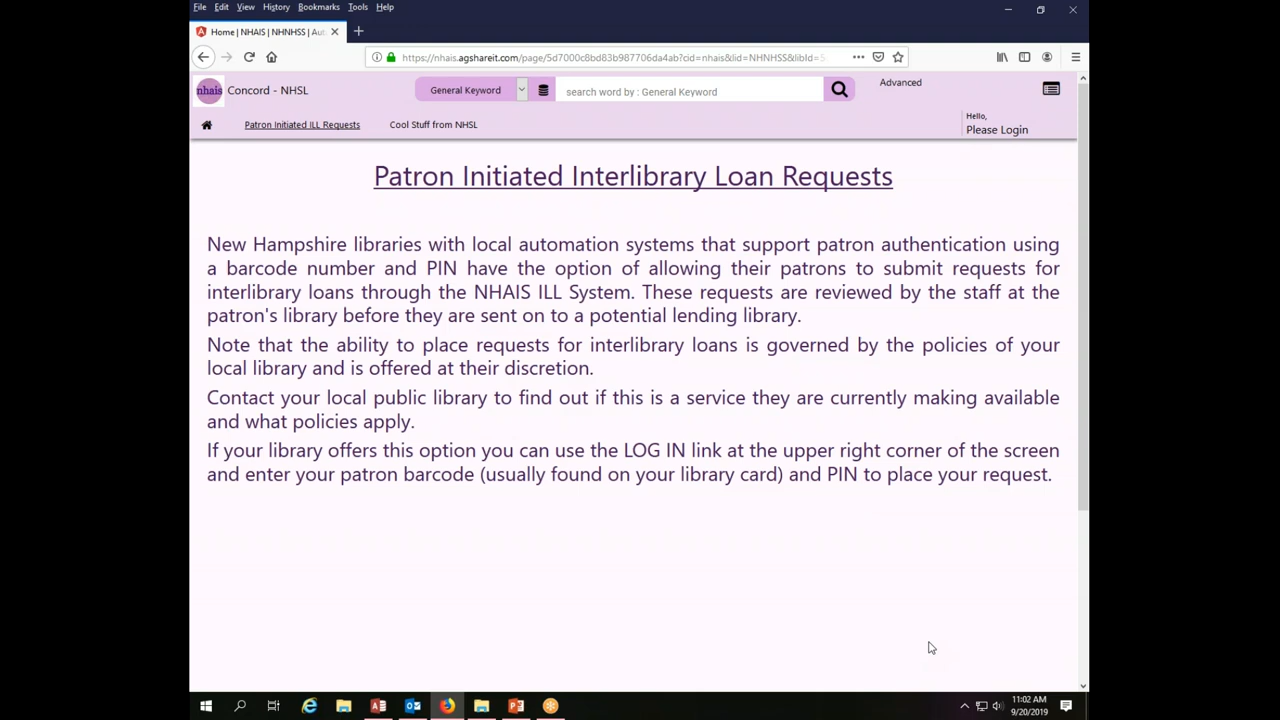 File Edit View History Bookmarks Tools Help
Home | NHAIS | NHNHSS | Aut
https://nhais.agshareit.com/page/5d7000c8bd83b987706da4ab?cid=nhais&lid=NHNHSS&libId=5
nhais Concord - NHSL General Keyword search word by : General Keyword Advanced
Patron Initiated ILL Requests Cool Stuff from NHSL
Hello,
Please Login
Patron Initiated Interlibrary Loan Requests
New Hampshire libraries with local automation systems that support patron authentication using
a barcode number and PIN have the option of allowing their patrons to submit requests for
interlibrary loans through the NHAIS ILL System. These requests are reviewed by the staff at the
patron's library before they are sent on to a potential lending library.
Note that the ability to place requests for interlibrary loans is governed by the policies of your
local library and is offered at their discretion.
Contact your local public library to find out if this is a service they are currently making available
and what policies apply.
If your library offers this option you can use the LOG IN link at the upper right corner of the screen
and enter your patron barcode (usually found on your library card) and PIN to place your request.
11:02 AM
9/20/2019